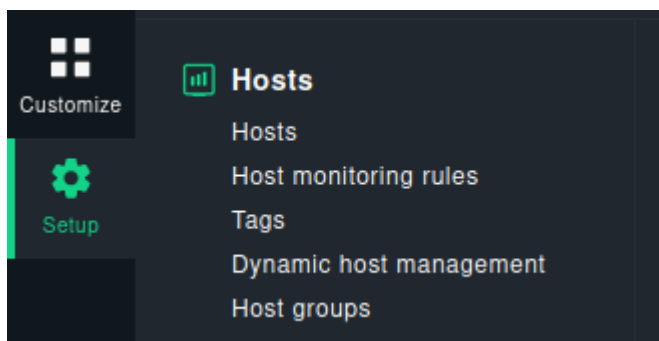 Customize
Setup
Hosts
Hosts
Host monitoring rules
Tags
Dynamic host management
Host groups